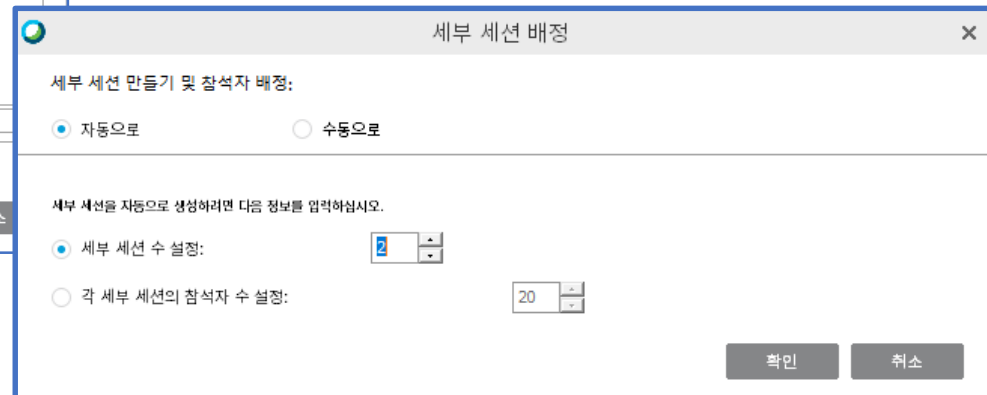 세부 세션 배정
세부 세션 만들기 및 참석자 배정:
자동으로 수동으로
세부 세션을 자동으로 생성하려면 다음 정보를 입력하십시오.
세부 세션 수 설정: 2
각 세부 세션의 참석자 수 설정: 20
확인 취소